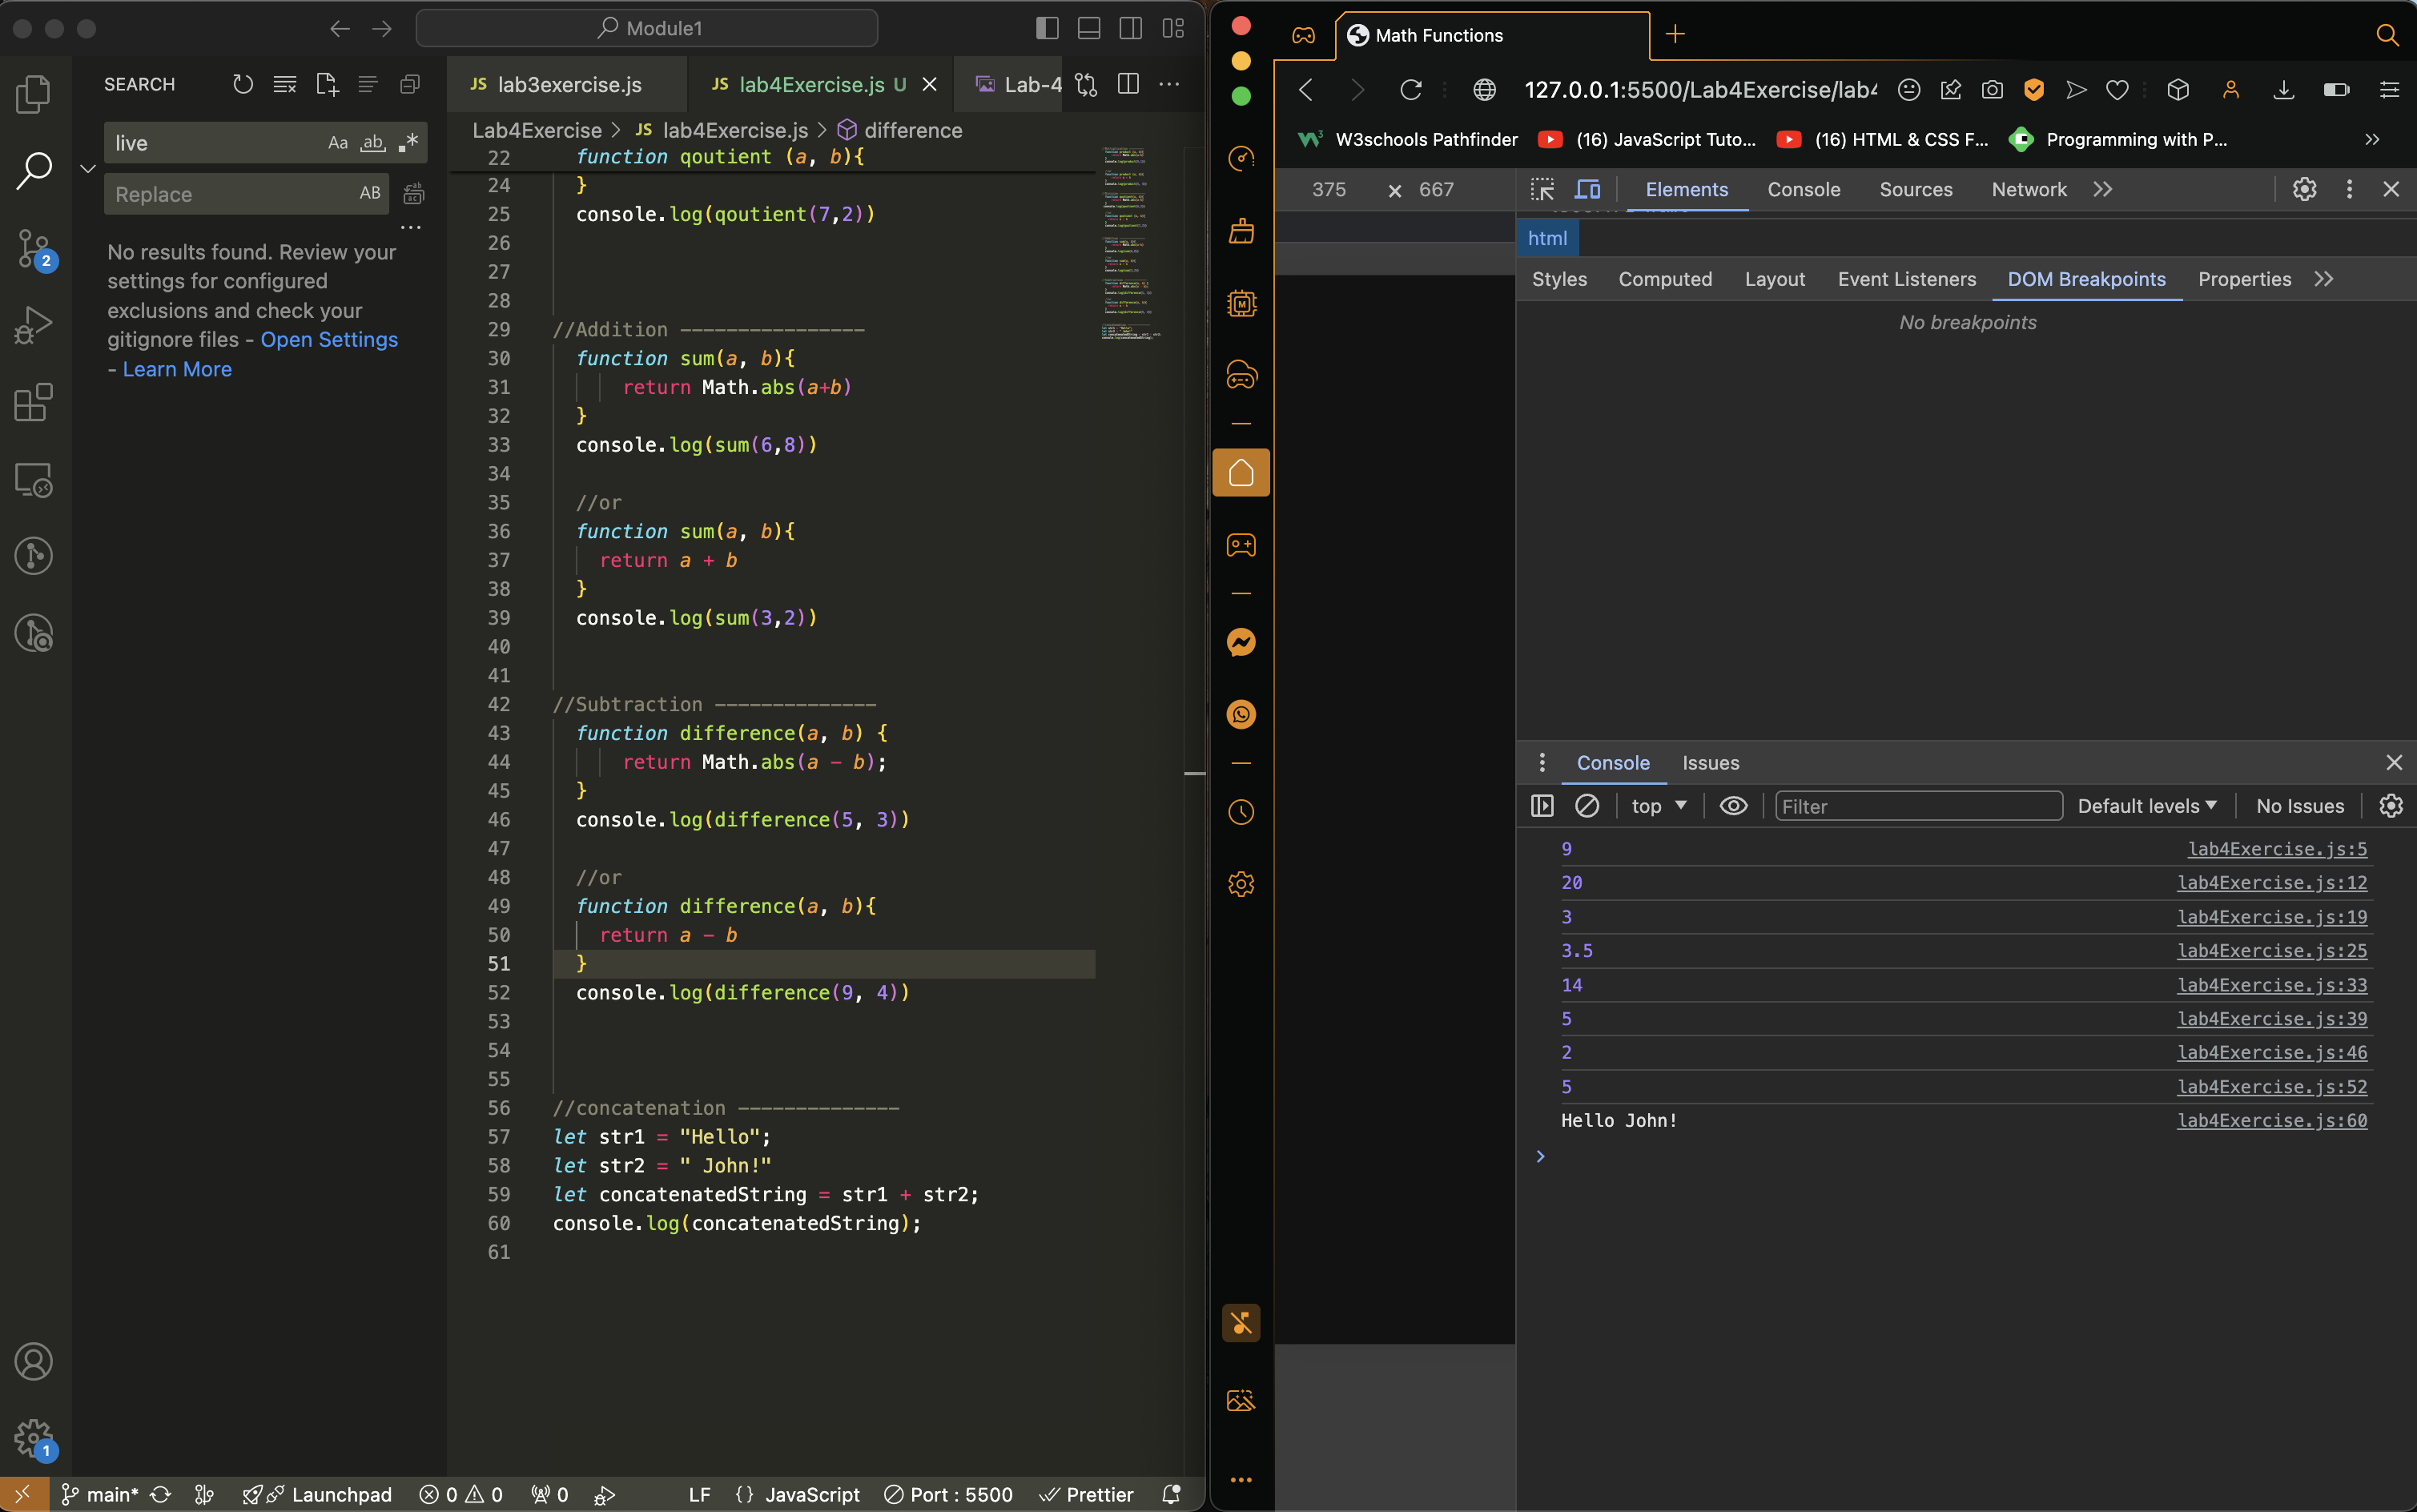 Module1
SEARCH
live
Aa
ab
Replace
AB
No results found. Review your
settings for configured
exclusions and check your
gitignore files - Open Settings
- Learn More
2
1
JS lab3exercise.js
JS lab4Exercise.js U
Lab-4
Lab4Exercise > JS lab4Exercise.js > difference
22 function qoutient (a, b){
24 }
25 console.log(qoutient(7,2))
26
27
28
29 //Addition ----------------
30 function sum(a, b){
31 return Math.abs(a+b)
32 }
33 console.log(sum(6,8))
34
35 //or
36 function sum(a, b){
37 return a + b
38 }
39 console.log(sum(3,2))
40
41
42 //Subtraction --------------
43 function difference(a, b) {
44 return Math.abs(a - b);
45 }
46 console.log(difference(5, 3))
47
48 //or
49 function difference(a, b){
50 return a - b
51 }
52 console.log(difference(9, 4))
53
54
55
56 //concatenation --------------
57 let str1 = "Hello";
58 let str2 = " John!"
59 let concatenatedString = str1 + str2;
60 console.log(concatenatedString);
61
main* Launchpad 0 0 0 LF {} JavaScript Port : 5500 Prettier
Math Functions
127.0.0.1:5500/Lab4Exercise/lab4
W3schools Pathfinder (16) JavaScript Tuto... (16) HTML & CSS F... Programming with P...
375 x 667
Elements Console Sources Network
html
Styles Computed Layout Event Listeners DOM Breakpoints Properties
No breakpoints
Console Issues
top Filter Default levels No Issues
9 lab4Exercise.js:5
20 lab4Exercise.js:12
3 lab4Exercise.js:19
3.5 lab4Exercise.js:25
14 lab4Exercise.js:33
5 lab4Exercise.js:39
2 lab4Exercise.js:46
5 lab4Exercise.js:52
Hello John! lab4Exercise.js:60